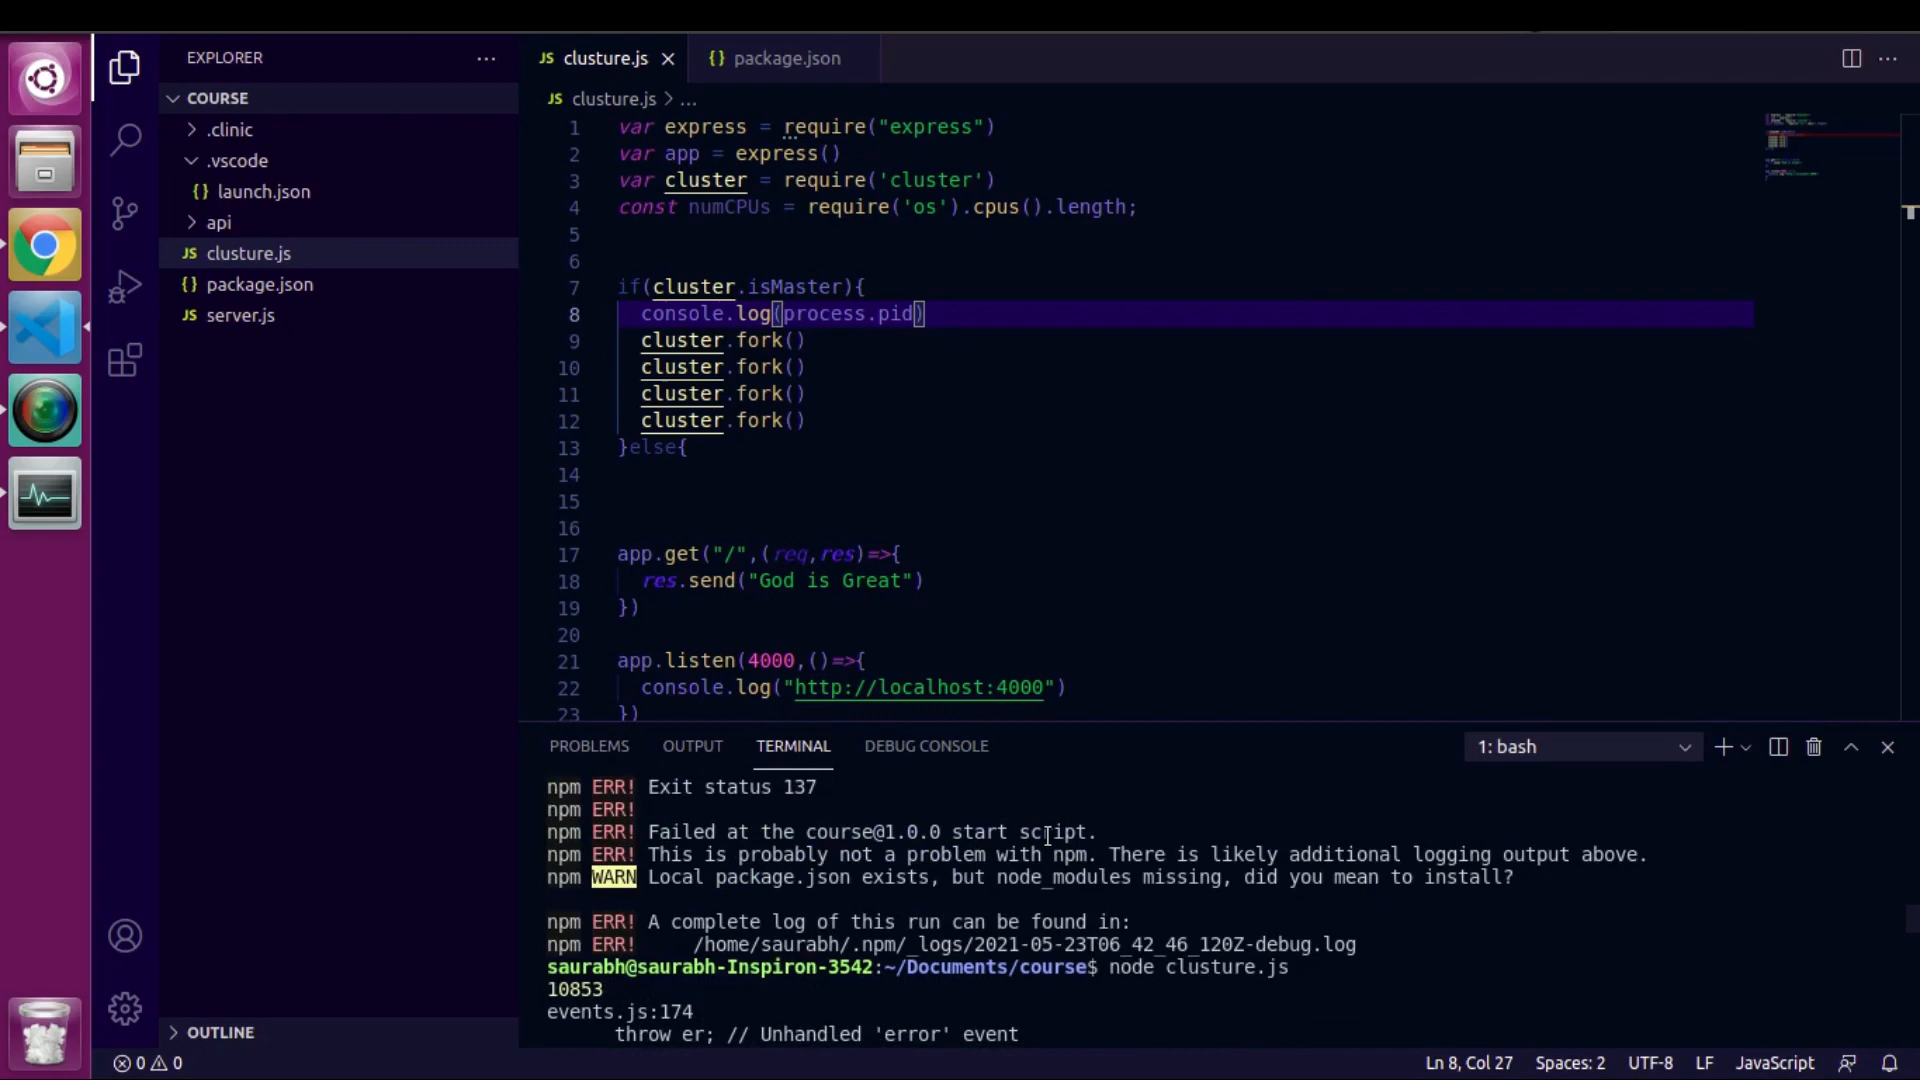 EXPLORER
COURSE
.clinic
.vscode
{} launch.json
api
JS clusture.js
{} package.json
JS server.js
OUTLINE
JS clusture.js
{} package.json
JS clusture.js > ...
1 var express = require("express")
2 var app = express()
3 var cluster = require('cluster')
4 const numCPUs = require('os').cpus().length;
5
6
7 if(cluster.isMaster){
8 console.log(process.pid)
9 cluster.fork()
10 cluster.fork()
11 cluster.fork()
12 cluster.fork()
13 }else{
14
15
16
17 app.get("/",(req,res)=>{
18 res.send("God is Great")
19 })
20
21 app.listen(4000,()=>{
22 console.log("http://localhost:4000")
23 })
PROBLEMS OUTPUT TERMINAL DEBUG CONSOLE 1: bash
npm ERR! Exit status 137
npm ERR!
npm ERR! Failed at the course@1.0.0 start script.
npm ERR! This is probably not a problem with npm. There is likely additional logging output above.
npm WARN Local package.json exists, but node_modules missing, did you mean to install?
npm ERR! A complete log of this run can be found in:
npm ERR!     /home/saurabh/.npm/_logs/2021-05-23T06_42_46_120Z-debug.log
saurabh@saurabh-Inspiron-3542:~/Documents/course$ node clusture.js
10853
events.js:174
throw er; // Unhandled 'error' event
0 0 Ln 8, Col 27 Spaces: 2 UTF-8 LF JavaScript